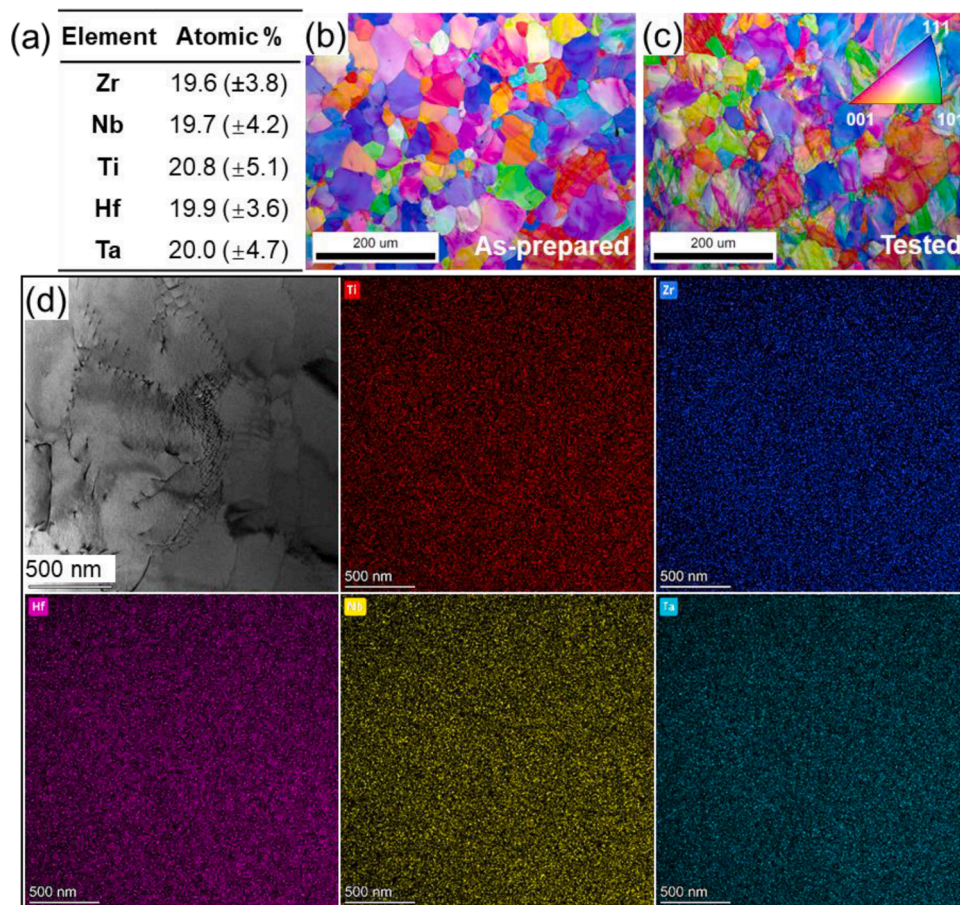 (a)
Element Atomic %
Zr 19.6 (±3.8)
Nb 19.7 (±4.2)
Ti 20.8 (±5.1)
Hf 19.9 (±3.6)
Ta 20.0 (±4.7)
(b)
200 um
As-prepared
(c)
111
001 101
200 um
Tested
(d)
500 nm
Ti
500 nm
Zr
500 nm
Hf
500 nm
Nb
500 nm
Ta
500 nm